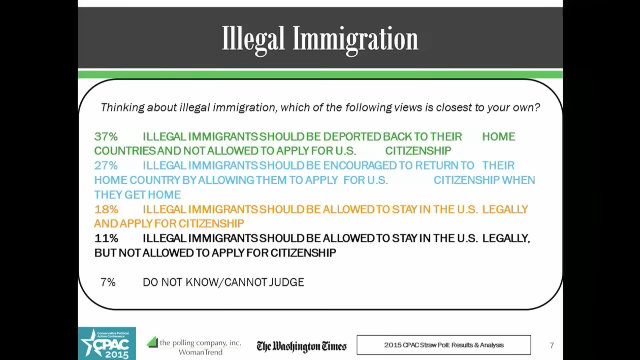 Illegal Immigration
Thinking about illegal immigration, which of the following views is closest to your own?
37% ILLEGAL IMMIGRANTS SHOULD BE DEPORTED BACK TO THEIR HOME
COUNTRIES AND NOT ALLOWED TO APPLY FOR U.S. CITIZENSHIP
27% ILLEGAL IMMIGRANTS SHOULD BE ENCOURAGED TO RETURN TO THEIR
HOME COUNTRY BY ALLOWING THEM TO APPLY FOR U.S. CITIZENSHIP WHEN
THEY GET HOME
18% ILLEGAL IMMIGRANTS SHOULD BE ALLOWED TO STAY IN THE U.S. LEGALLY
AND APPLY FOR CITIZENSHIP
11% ILLEGAL IMMIGRANTS SHOULD BE ALLOWED TO STAY IN THE U.S. LEGALLY,
BUT NOT ALLOWED TO APPLY FOR CITIZENSHIP
7% DO NOT KNOW/CANNOT JUDGE
CPAC
2015
the polling company, inc.
WomanTrend
The Washington Times
2015 CPAC Straw Poll: Results & Analysis
7